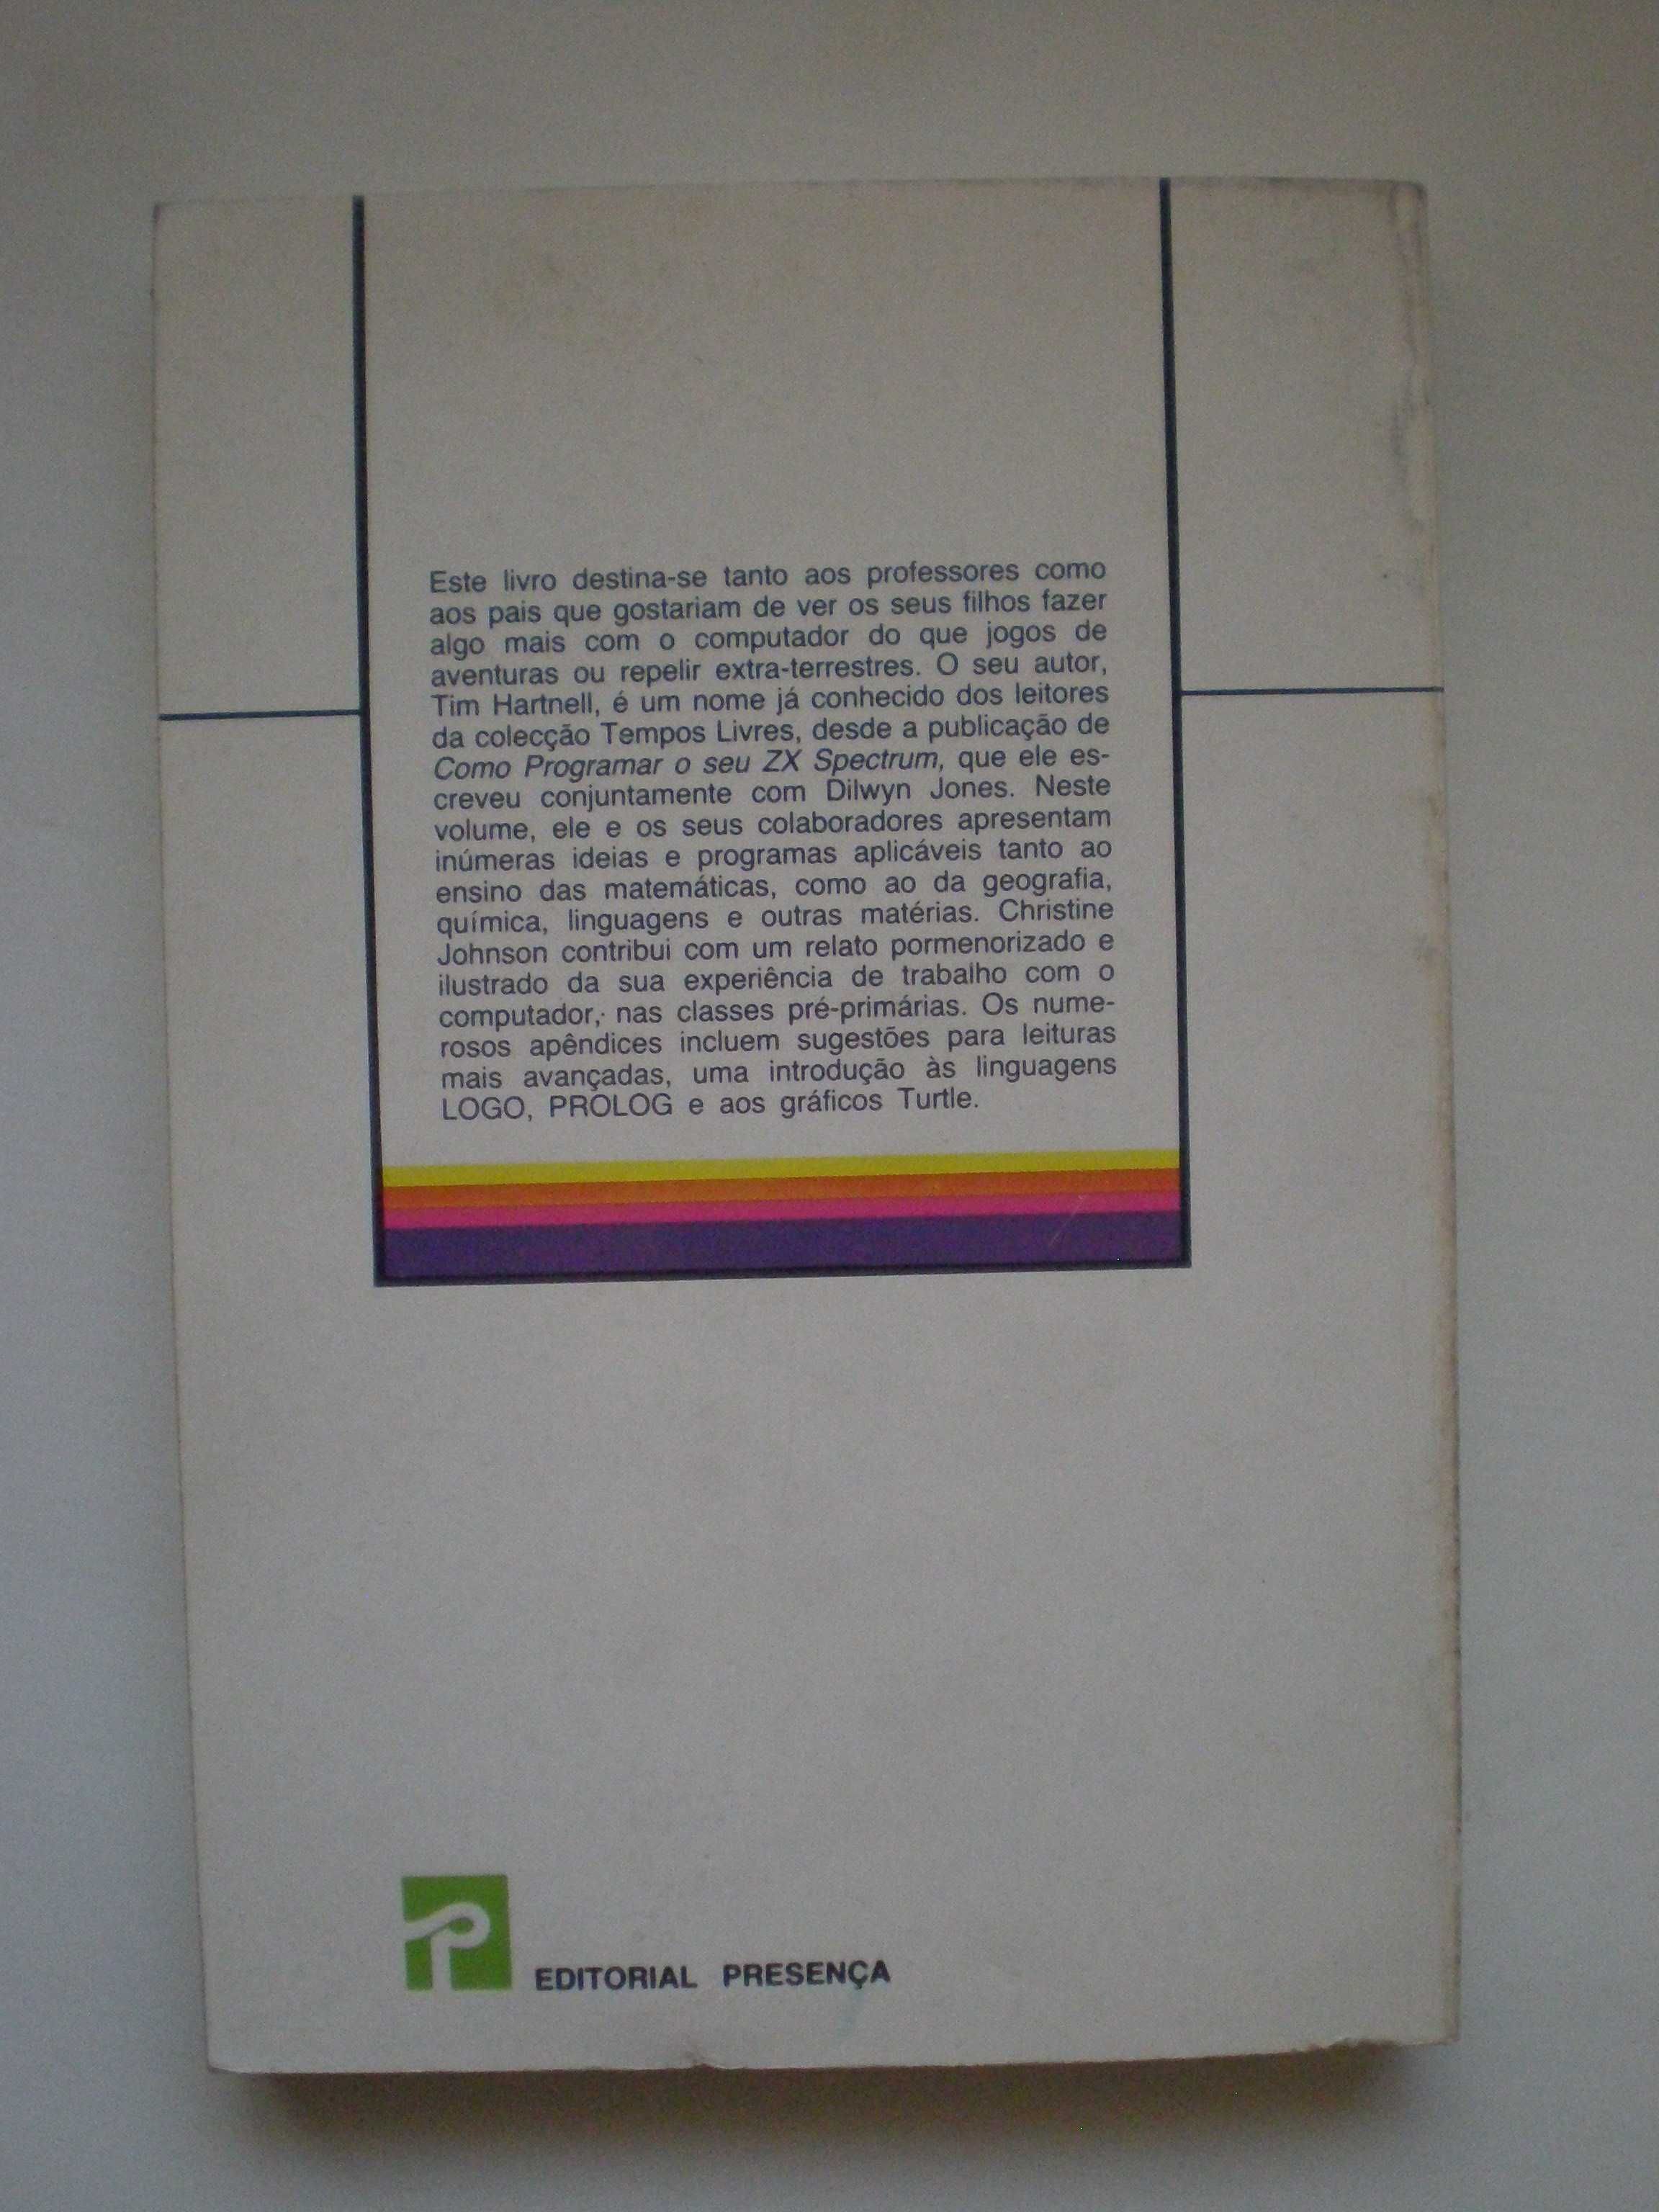 Este livro destina-se tanto aos professores como
aos pais que gostariam de ver os seus filhos fazer
algo mais com o computador do que jogos de
aventuras ou repelir extra-terrestres. O seu autor,
Tim Hartnell, é um nome já conhecido dos leitores
da colecção Tempos Livres, desde a publicação de
Como Programar o seu ZX Spectrum, que ele es-
creveu conjuntamente com Dilwyn Jones. Neste
volume, ele e os seus colaboradores apresentam
inúmeras ideias e programas aplicáveis tanto ao
ensino das matemáticas, como ao da geografia,
química, linguagens e outras matérias. Christine
Johnson contribui com um relato pormenorizado e
ilustrado da sua experiência de trabalho com o
computador, nas classes pré-primárias. Os nume-
rosos apêndices incluem sugestões para leituras
mais avançadas, uma introdução às linguagens
LOGO, PROLOG e aos gráficos Turtle.
EDITORIAL PRESENÇA